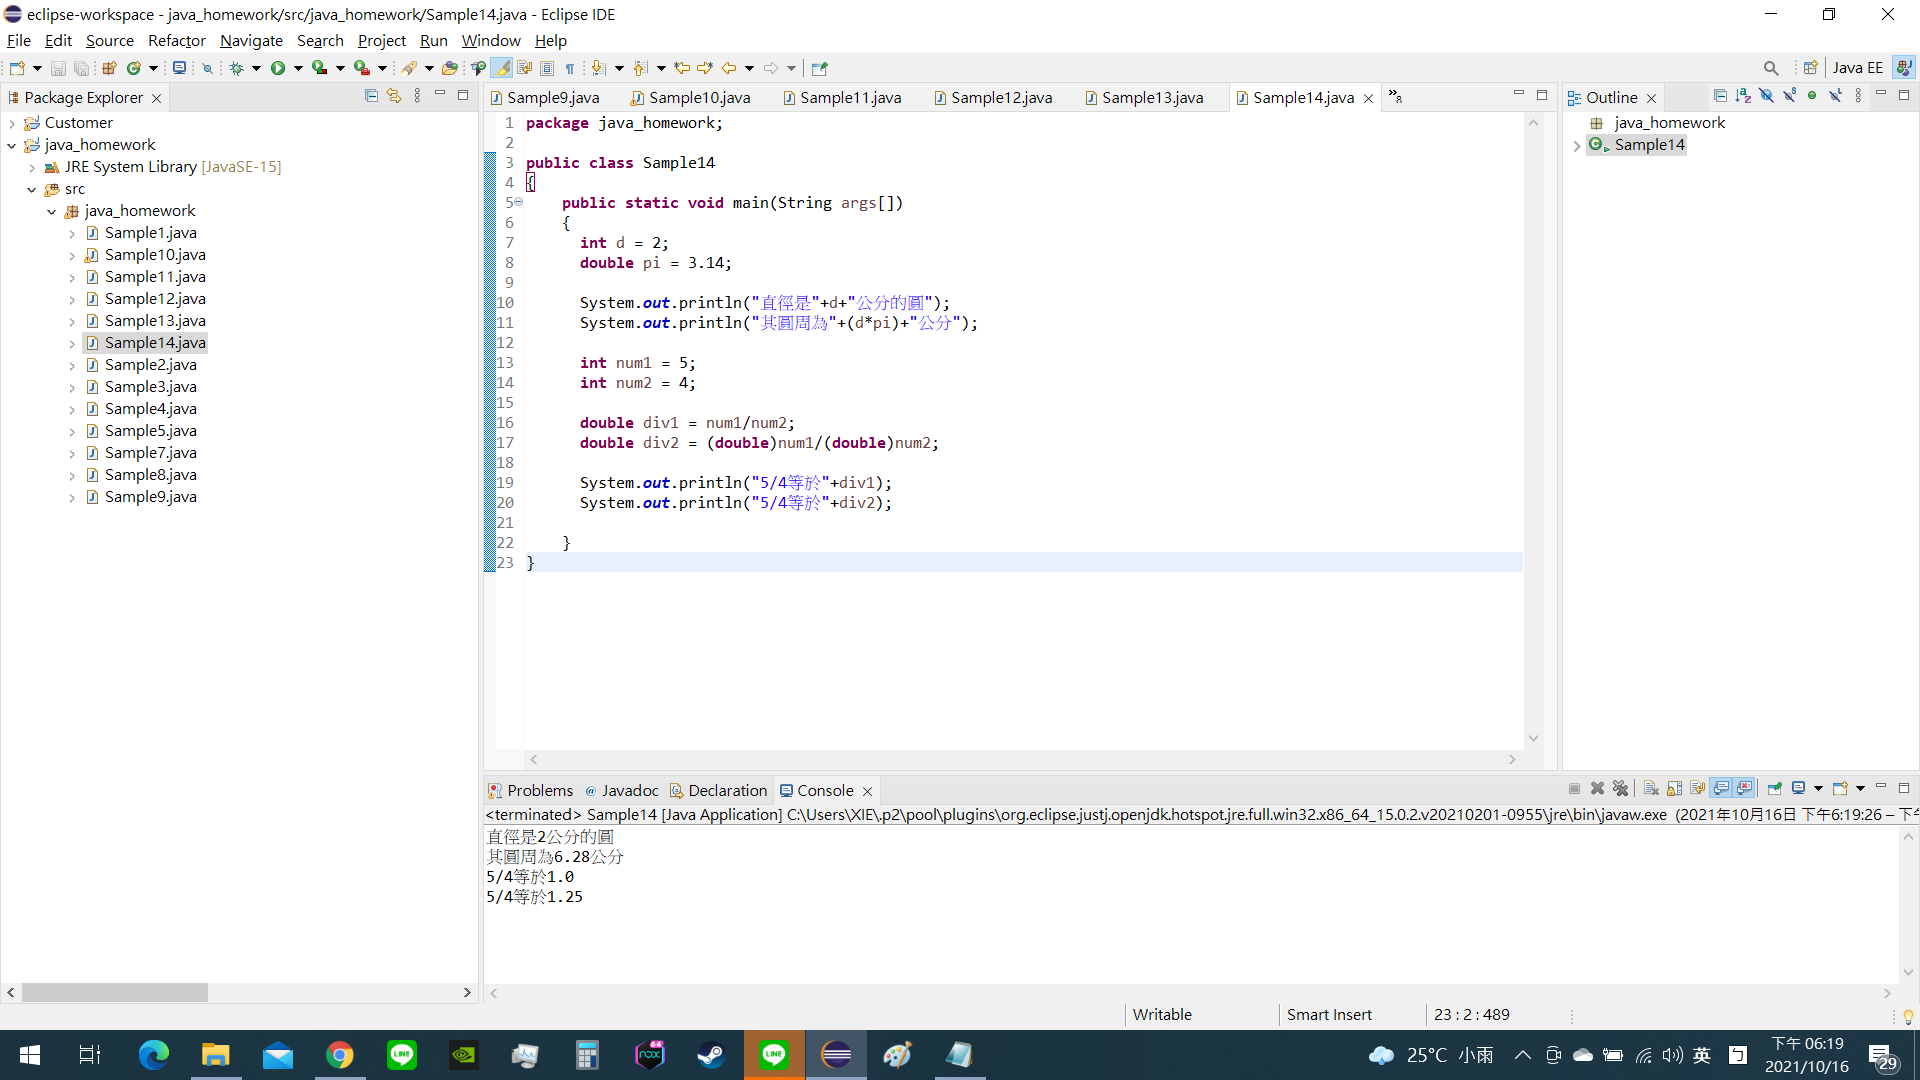 eclipse-workspace - java_homework/src/java_homework/Sample14.java - Eclipse IDE
File Edit Source Refactor Navigate Search Project Run Window Help
Java EE
Package Explorer
Customer
java_homework
JRE System Library [JavaSE-15]
src
java_homework
Sample1.java
Sample10.java
Sample11.java
Sample12.java
Sample13.java
Sample14.java
Sample2.java
Sample3.java
Sample4.java
Sample5.java
Sample7.java
Sample8.java
Sample9.java
Sample9.java Sample10.java Sample11.java Sample12.java Sample13.java Sample14.java »8
1 package java_homework;
2
3 public class Sample14
4 {
5 public static void main(String args[])
6 {
7 int d = 2;
8 double pi = 3.14;
9
10 System.out.println("直徑是"+d+"公分的圓");
11 System.out.println("其圓周為"+(d*pi)+"公分");
12
13 int num1 = 5;
14 int num2 = 4;
15
16 double div1 = num1/num2;
17 double div2 = (double)num1/(double)num2;
18
19 System.out.println("5/4等於"+div1);
20 System.out.println("5/4等於"+div2);
21
22 }
23 }
Outline
java_homework
Sample14
Problems @ Javadoc Declaration Console
<terminated> Sample14 [Java Application] C:\Users\XIE\.p2\pool\plugins\org.eclipse.justj.openjdk.hotspot.jre.full.win32.x86_64_15.0.2.v20210201-0955\jre\bin\javaw.exe (2021年10月16日 下午6:19:26 – 下午
直徑是2公分的圓
其圓周為6.28公分
5/4等於1.0
5/4等於1.25
Writable Smart Insert 23 : 2 : 489
25°C 小雨 英
下午 06:19
2021/10/16
29